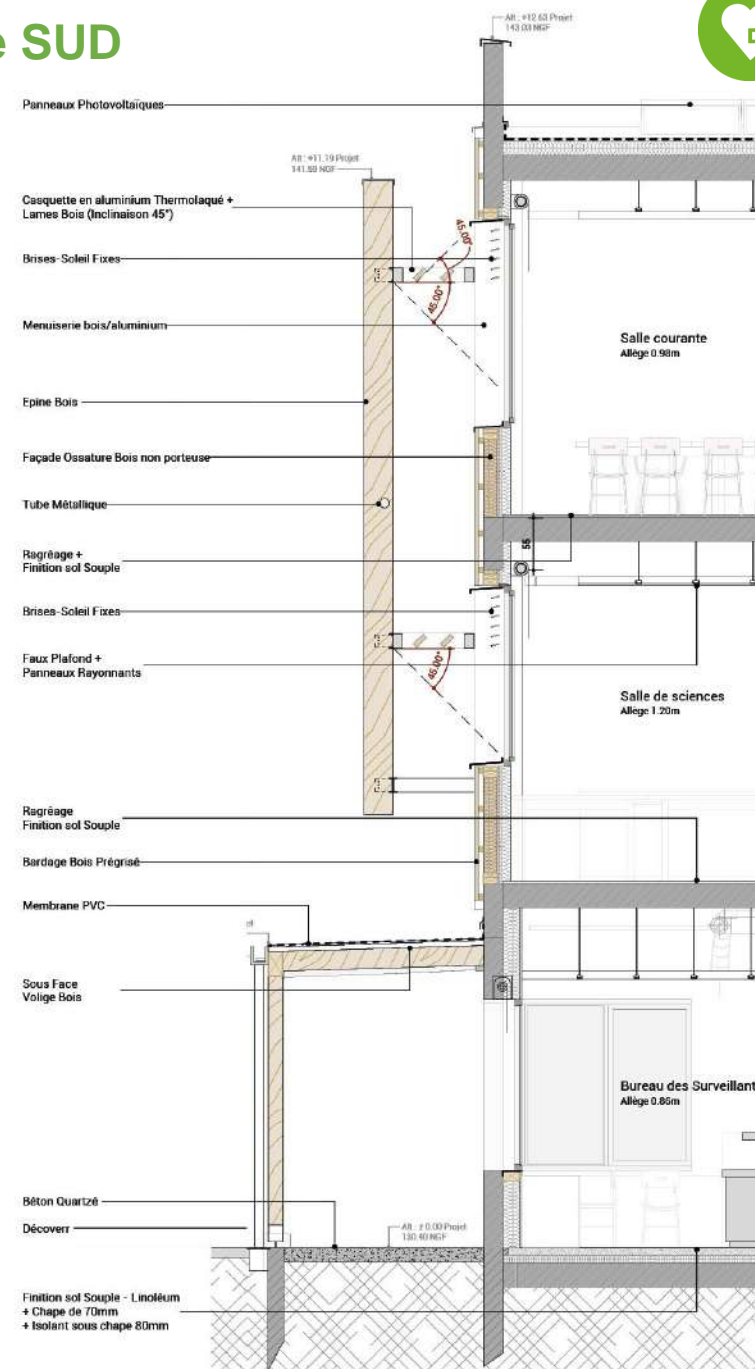 e SUD
Alt : +12.63 Projet
143.03 NGF
Panneaux Photovoltaïques
Alt : +11.19 Projet
141.59 NGF
Casquette en aluminium Thermolaqué +
Lames Bois (Inclinaison 45°)
45.00°
Brises-Soleil Fixes
45.00°
Menuiserie bois/aluminium
Salle courante
Allège 0.98m
Epine Bois
Façade Ossature Bois non porteuse
Tube Métallique
55
Ragréage +
Finition sol Souple
Brises-Soleil Fixes
Faux Plafond +
Panneaux Rayonnants
45.00°
Salle de sciences
Allège 1.20m
Ragréage
Finition sol Souple
Bardage Bois Prégrisé
Membrane PVC
Sous Face
Volige Bois
Bureau des Surveillant
Allège 0.86m
Béton Quartzé
Découerr
Alt : ± 0.00 Projet
130.40 NGF
Finition sol Souple - Linoléum
+ Chape de 70mm
+ Isolant sous chape 80mm